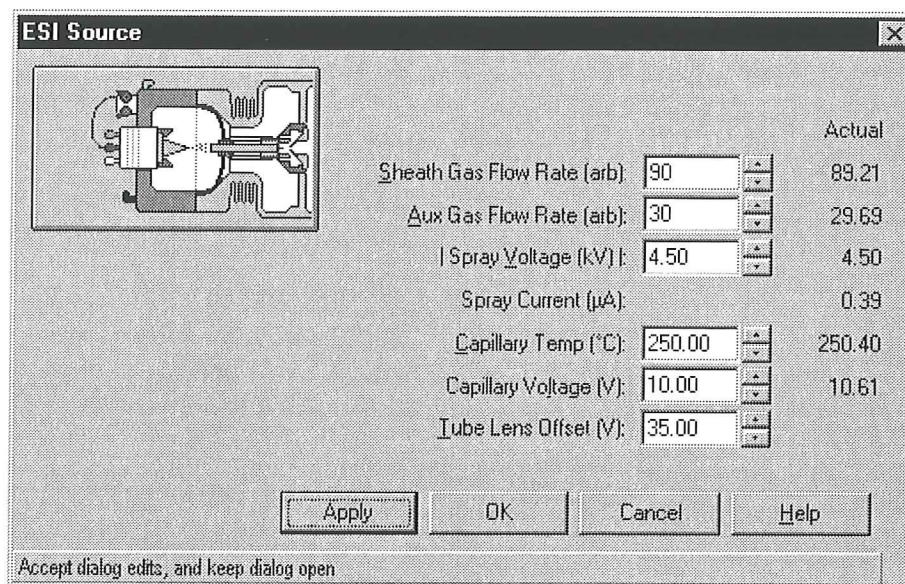 ESI Source
Actual
Sheath Gas Flow Rate (arb): 90 89.21
Aux Gas Flow Rate (arb): 30 29.69
| Spray Voltage (kV) |: 4.50 4.50
Spray Current (µA): 0.39
Capillary Temp (°C): 250.00 250.40
Capillary Voltage (V): 10.00 10.61
Tube Lens Offset (V): 35.00
Apply OK Cancel Help
Accept dialog edits, and keep dialog open